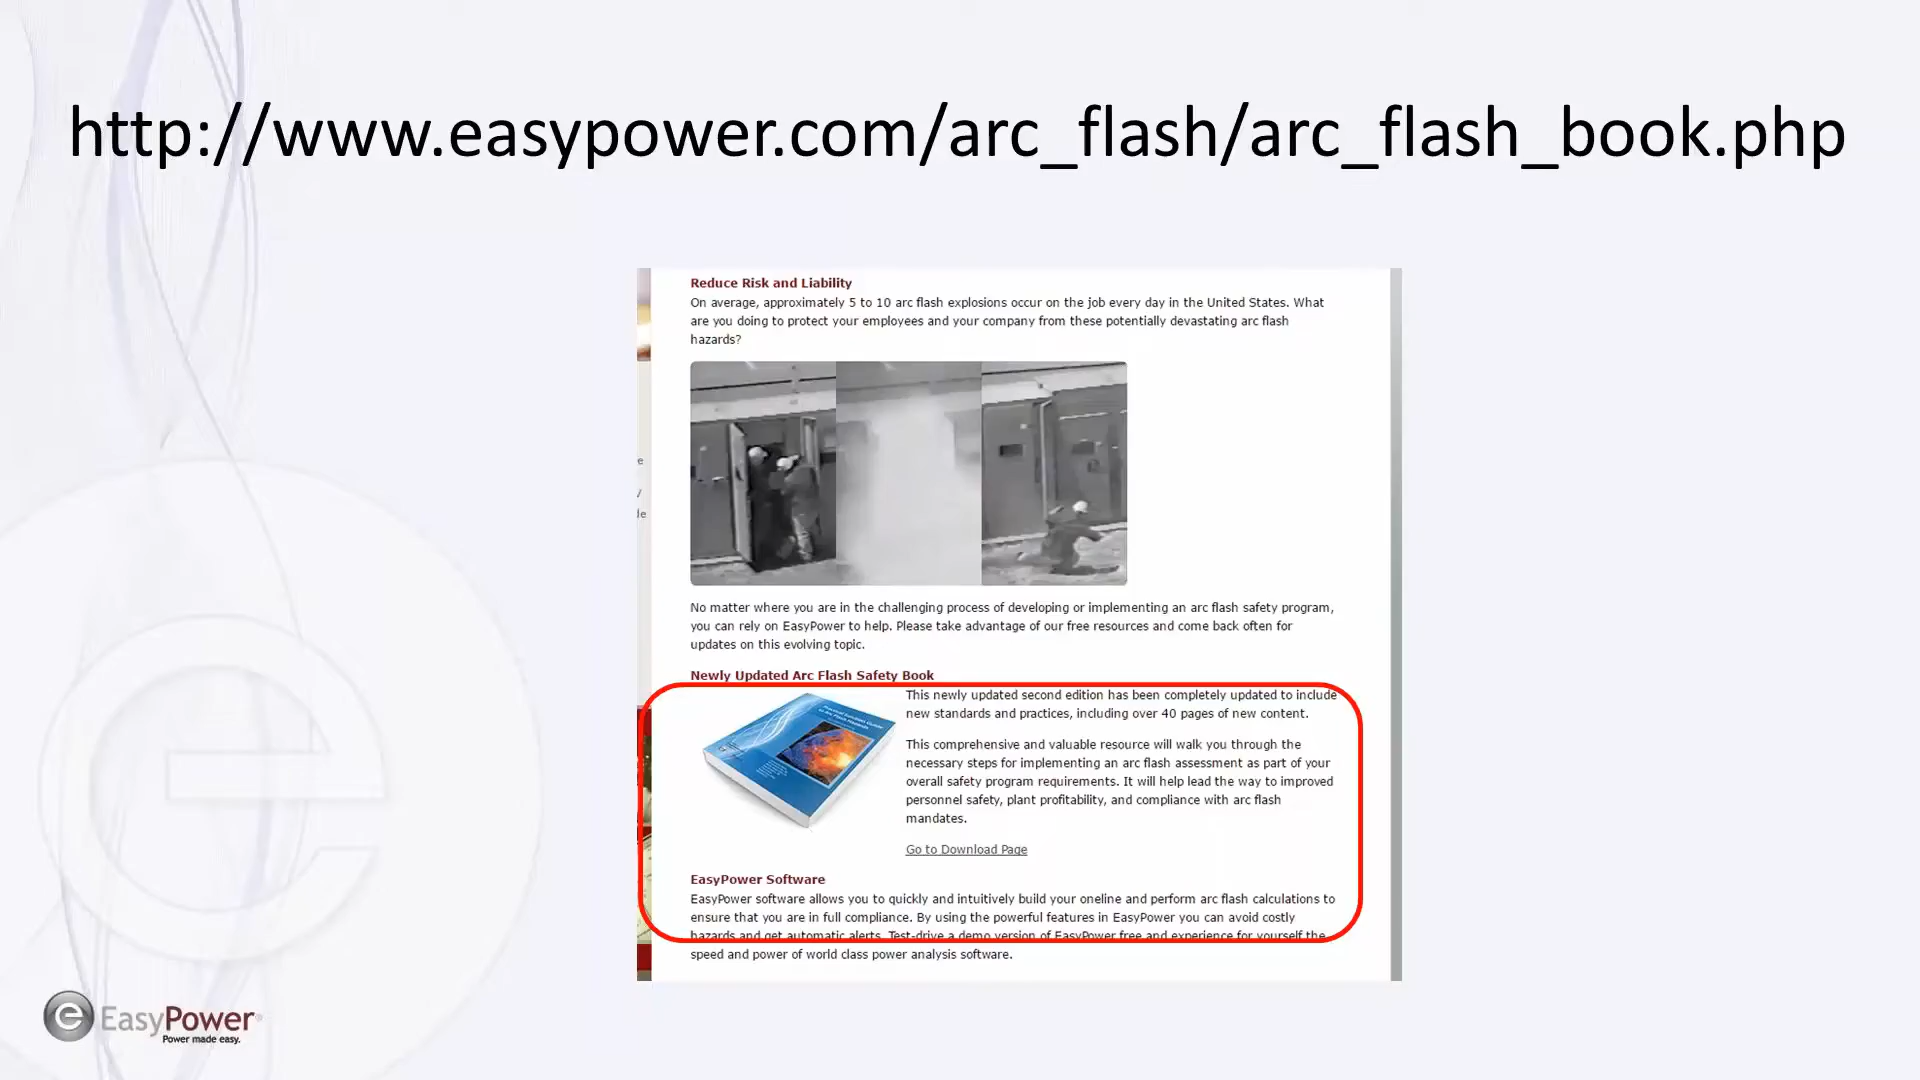 http://www.easypower.com/arc_flash/arc_flash_book.php
Reduce Risk and Liability
On average, approximately 5 to 10 arc flash explosions occur on the job every day in the United States. What
are you doing to protect your employees and your company from these potentially devastating arc flash
hazards?
No matter where you are in the challenging process of developing or implementing an arc flash safety program,
you can rely on EasyPower to help. Please take advantage of our free resources and come back often for
updates on this evolving topic.
Newly Updated Arc Flash Safety Book
This newly updated second edition has been completely updated to include
new standards and practices, including over 40 pages of new content.
This comprehensive and valuable resource will walk you through the
necessary steps for implementing an arc flash assessment as part of your
overall safety program requirements. It will help lead the way to improved
personnel safety, plant profitability, and compliance with arc flash
mandates.
Go to Download Page
EasyPower Software
EasyPower software allows you to quickly and intuitively build your oneline and perform arc flash calculations to
ensure that you are in full compliance. By using the powerful features in EasyPower you can avoid costly
hazards and get automatic alerts. Test-drive a demo version of EasyPower free and experience for yourself the
speed and power of world class power analysis software.
EasyPower
Power made easy.